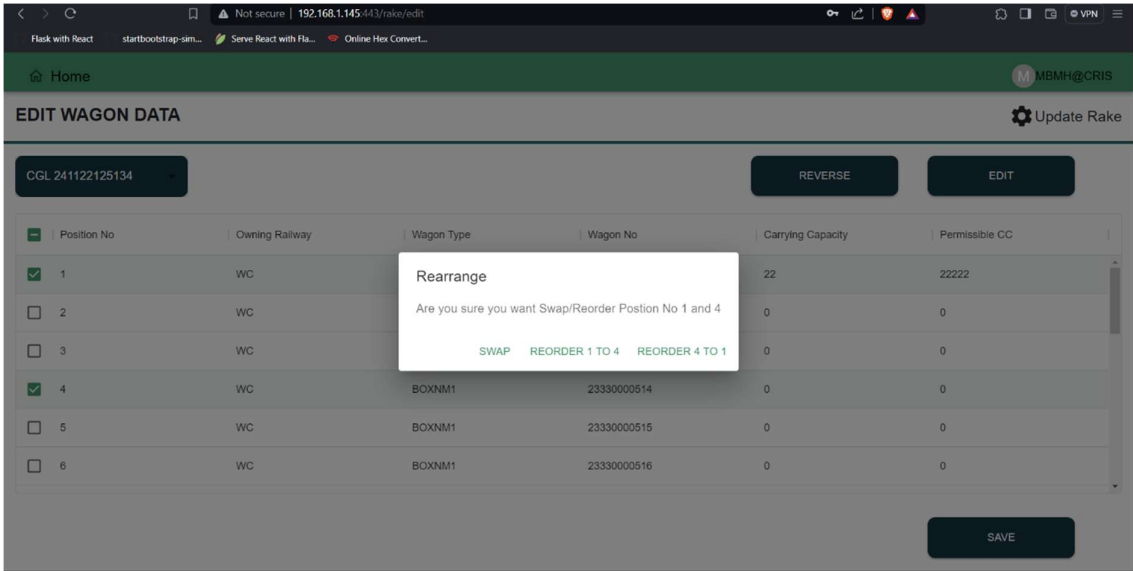 Not secure | 192.168.1.145:443/rake/edit VPN
Flask with React startbootstrap-sim... Serve React with Fla... Online Hex Convert...
Home M MBMH@CRIS
EDIT WAGON DATA Update Rake
CGL 241122125134 REVERSE EDIT
Position No Owning Railway Wagon Type Wagon No Carrying Capacity Permissible CC
1 WC 22 22222
2 WC 0 0
3 WC 0 0
4 WC BOXNM1 23330000514 0 0
5 WC BOXNM1 23330000515 0 0
6 WC BOXNM1 23330000516 0 0
Rearrange
Are you sure you want Swap/Reorder Postion No 1 and 4
SWAP REORDER 1 TO 4 REORDER 4 TO 1
SAVE